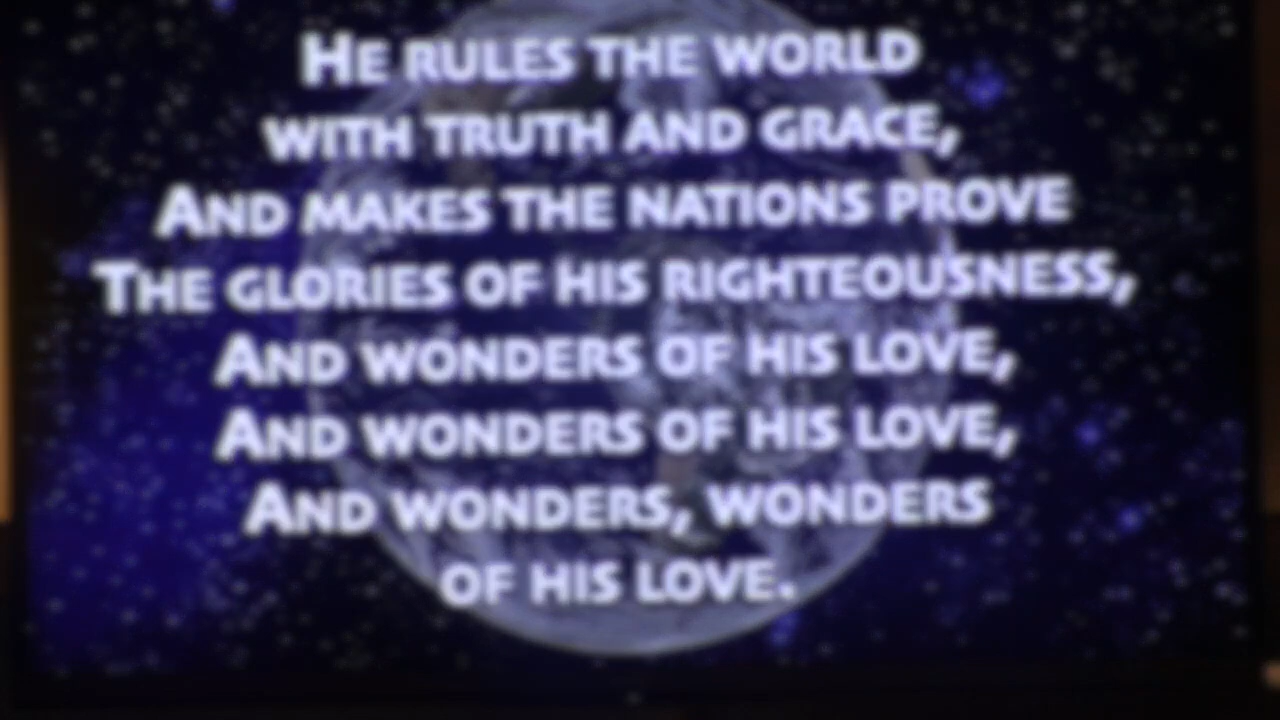 He rules the world
with truth and grace,
And makes the nations prove
The glories of His righteousness,
And wonders of His love,
And wonders of His love,
And wonders, wonders
of His love.